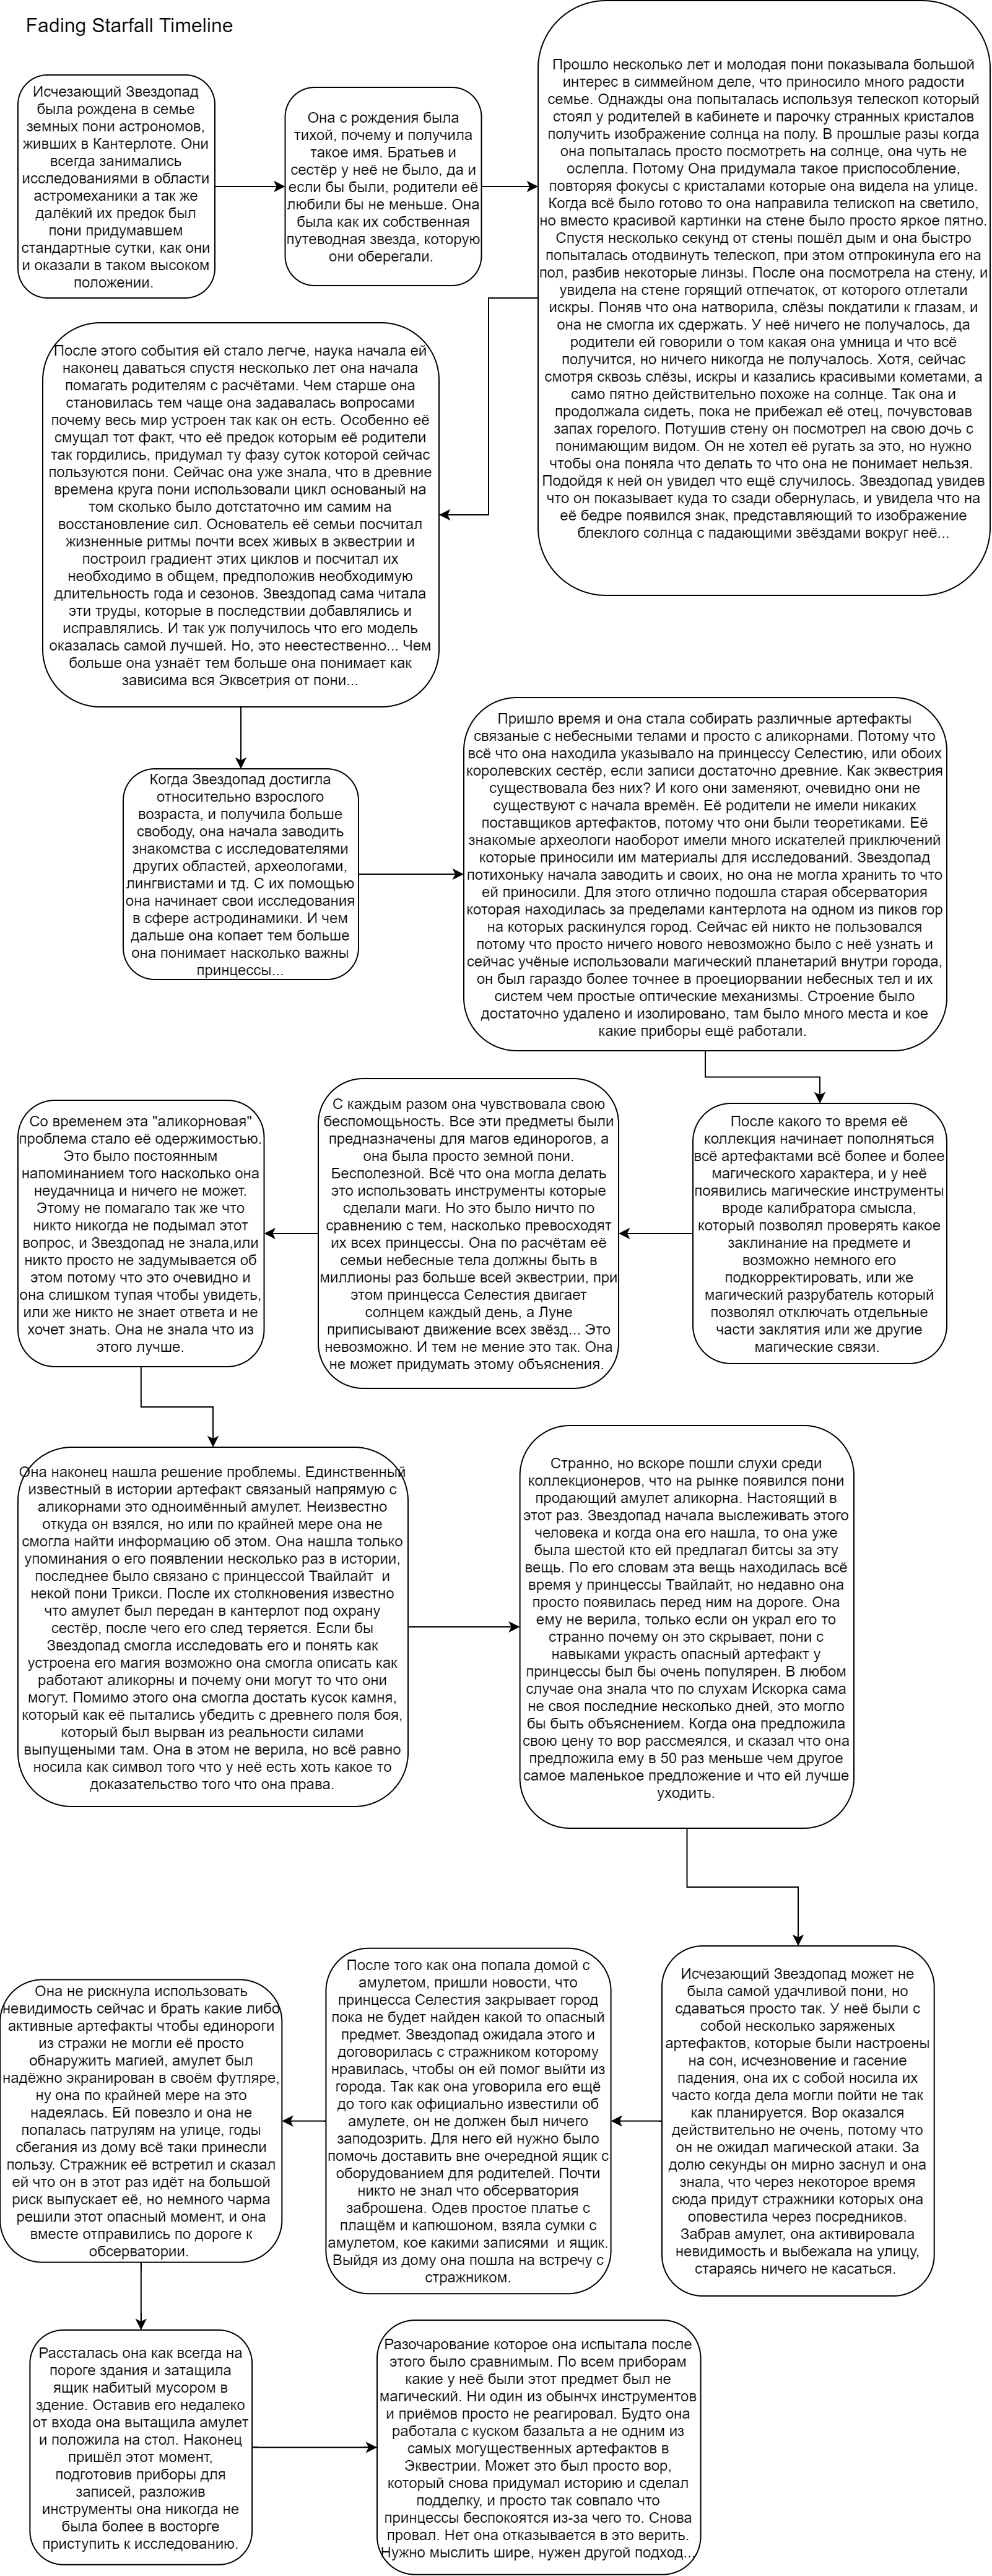 Fading Starfall Timeline
Исчезающий Звездопад
была рождена в семье
земных пони астрономов,
живших в Кантерлоте. Они
всегда занимались
исследованиями в области
астромеханики а так же
далёкий их предок был
пони придумавшем
стандартные сутки, как они
и оказали в таком высоком
положении.
Она с рождения была
тихой, почему и получила
такое имя. Братьев и
сестёр у неё не было, да и
если бы были, родители её
любили бы не меньше. Она
была как их собственная
путеводная звезда, которую
они оберегали.
Прошло несколько лет и молодая пони показывала большой
интерес в симмейном деле, что приносило много радости
семье. Однажды она попыталась используя телескоп который
стоял у родителей в кабинете и парочку странных кристалов
получить изображение солнца на полу. В прошлые разы когда
она попыталась просто посмотреть на солнце, она чуть не
ослепла. Потому Она придумала такое приспособление,
повторяя фокусы с кристалами которые она видела на улице.
Когда всё было готово то она направила телископ на светило,
но вместо красивой картинки на стене было просто яркое пятно.
Спустя несколько секунд от стены пошёл дым и она быстро
попыталась отодвинуть телескоп, при этом отпрокинула его на
пол, разбив некоторые линзы. После она посмотрела на стену, и
увидела на стене горящий отпечаток, от которого отлетали
искры. Поняв что она натворила, слёзы покдатили к глазам, и
она не смогла их сдержать. У неё ничего не получалось, да
родители ей говорили о том какая она умница и что всё
получится, но ничего никогда не получалось. Хотя, сейчас
смотря сквозь слёзы, искры и казались красивыми кометами, а
само пятно действительно похоже на солнце. Так она и
продолжала сидеть, пока не прибежал её отец, почувствовав
запах горелого. Потушив стену он посмотрел на свою дочь с
понимающим видом. Он не хотел её ругать за это, но нужно
чтобы она поняла что делать то что она не понимает нельзя.
Подойдя к ней он увидел что ещё случилось. Звездопад увидев
что он показывает куда то сзади обернулась, и увидела что на
её бедре появился знак, представляющий то изображение
блеклого солнца с падающими звёздами вокруг неё...
После этого события ей стало легче, наука начала ей
наконец даваться спустя несколько лет она начала
помагать родителям с расчётами. Чем старше она
становилась тем чаще она задавалась вопросами
почему весь мир устроен так как он есть. Особенно её
смущал тот факт, что её предок которым её родители
так гордились, придумал ту фазу суток которой сейчас
пользуются пони. Сейчас она уже знала, что в древние
времена круга пони использовали цикл основаный на
том сколько было дотстаточно им самим на
восстановление сил. Основатель её семьи посчитал
жизненные ритмы почти всех живых в эквестрии и
построил градиент этих циклов и посчитал их
необходимо в общем, предположив необходимую
длительность года и сезонов. Звездопад сама читала
эти труды, которые в последствии добавлялись и
исправлялись. И так уж получилось что его модель
оказалась самой лучшей. Но, это неестественно... Чем
больше она узнаёт тем больше она понимает как
зависима вся Эквсетрия от пони...
Когда Звездопад достигла
относительно взрослого
возраста, и получила больше
свободу, она начала заводить
знакомства с исследователями
других областей, археологами,
лингвистами и тд. С их помощью
она начинает свои исследования
в сфере астродинамики. И чем
дальше она копает тем больше
она понимает насколько важны
принцессы...
Пришло время и она стала собирать различные артефакты
связаные с небесными телами и просто с аликорнами. Потому что
всё что она находила указывало на принцессу Селестию, или обоих
королевских сестёр, если записи достаточно древние. Как эквестрия
существовала без них? И кого они заменяют, очевидно они не
существуют с начала времён. Её родители не имели никаких
поставщиков артефактов, потому что они были теоретиками. Её
знакомые археологи наоборот имели много искателей приключений
которые приносили им материалы для исследований. Звездопад
потихоньку начала заводить и своих, но она не могла хранить то что
ей приносили. Для этого отлично подошла старая обсерватория
которая находилась за пределами кантерлота на одном из пиков гор
на которых раскинулся город. Сейчас ей никто не пользовался
потому что просто ничего нового невозможно было с неё узнать и
сейчас учёные использовали магический планетарий внутри города,
он был гараздо более точнее в проециорвании небесных тел и их
систем чем простые оптические механизмы. Строение было
достаточно удалено и изолировано, там было много места и кое
какие приборы ещё работали.
После какого то время её
коллекция начинает пополняться
всё артефактами всё более и более
магического характера, и у неё
появились магические инструменты
вроде калибратора смысла,
который позволял проверять какое
заклинание на предмете и
возможно немного его
подкорректировать, или же
магический разрубатель который
позволял отключать отдельные
части заклятия или же другие
магические связи.
С каждым разом она чувствовала свою
беспомощьность. Все эти предметы были
предназначены для магов единорогов, а
она была просто земной пони.
Бесполезной. Всё что она могла делать
это использовать инструменты которые
сделали маги. Но это было ничто по
сравнению с тем, насколько превосходят
их всех принцессы. Она по расчётам её
семьи небесные тела должны быть в
миллионы раз больше всей эквестрии, при
этом принцесса Селестия двигает
солнцем каждый день, а Луне
приписывают движение всех звёзд... Это
невозможно. И тем не мение это так. Она
не может придумать этому объяснения.
Со временем эта "аликорновая"
проблема стало её одержимостью.
Это было постоянным
напоминанием того насколько она
неудачница и ничего не может.
Этому не помагало так же что
никто никогда не подымал этот
вопрос, и Звездопад не знала,или
никто просто не задумывается об
этом потому что это очевидно и
она слишком тупая чтобы увидеть,
или же никто не знает ответа и не
хочет знать. Она не знала что из
этого лучше.
Она наконец нашла решение проблемы. Единственный
известный в истории артефакт связаный напрямую с
аликорнами это одноимённый амулет. Неизвестно
откуда он взялся, но или по крайней мере она не
смогла найти информацию об этом. Она нашла только
упоминания о его появлении несколько раз в истории,
последнее было связано с принцессой Твайлайт  и
некой пони Трикси. После их столкновения известно
что амулет был передан в кантерлот под охрану
сестёр, после чего его след теряется. Если бы
Звездопад смогла исследовать его и понять как
устроена его магия возможно она смогла описать как
работают аликорны и почему они могут то что они
могут. Помимо этого она смогла достать кусок камня,
который как её пытались убедить с древнего поля боя,
который был вырван из реальности силами
выпущеными там. Она в этом не верила, но всё равно
носила как символ того что у неё есть хоть какое то
доказательство того что она права.
Странно, но вскоре пошли слухи среди
коллекционеров, что на рынке появился пони
продающий амулет аликорна. Настоящий в
этот раз. Звездопад начала выслеживать этого
человека и когда она его нашла, то она уже
была шестой кто ей предлагал битсы за эту
вещь. По его словам эта вещь находилась всё
время у принцессы Твайлайт, но недавно она
просто появилась перед ним на дороге. Она
ему не верила, только если он украл его то
странно почему он это скрывает, пони с
навыками украсть опасный артефакт у
принцессы был бы очень популярен. В любом
случае она знала что по слухам Искорка сама
не своя последние несколько дней, это могло
бы быть объяснением. Когда она предложила
свою цену то вор рассмеялся, и сказал что она
предложила ему в 50 раз меньше чем другое
самое маленькое предложение и что ей лучше
уходить.
Исчезающий Звездопад может не
была самой удачливой пони, но
сдаваться просто так. У неё были с
собой несколько заряженых
артефактов, которые были настроены
на сон, исчезновение и гасение
падения, она их с собой носила их
часто когда дела могли пойти не так
как планируется. Вор оказался
действительно не очень, потому что
он не ожидал магической атаки. За
долю секунды он мирно заснул и она
знала, что через некоторое время
сюда придут стражники которых она
оповестила через посредников.
Забрав амулет, она активировала
невидимость и выбежала на улицу,
стараясь ничего не касаться.
После того как она попала домой с
амулетом, пришли новости, что
принцесса Селестия закрывает город
пока не будет найден какой то опасный
предмет. Звездопад ожидала этого и
договорилась с стражником которому
нравилась, чтобы он ей помог выйти из
города. Так как она уговорила его ещё
до того как официально известили об
амулете, он не должен был ничего
заподозрить. Для него ей нужно было
помочь доставить вне очередной ящик с
оборудованием для родителей. Почти
никто не знал что обсерватория
заброшена. Одев простое платье с
плащём и капюшоном, взяла сумки с
амулетом, кое какими записями  и ящик.
Выйдя из дому она пошла на встречу с
стражником.
Она не рискнула использовать
невидимость сейчас и брать какие либо
активные артефакты чтобы единороги
из стражи не могли её просто
обнаружить магией, амулет был
надёжно экранирован в своём футляре,
ну она по крайней мере на это
надеялась. Ей повезло и она не
попалась патрулям на улице, годы
сбегания из дому всё таки принесли
пользу. Стражник её встретил и сказал
ей что он в этот раз идёт на большой
риск выпускает её, но немного чарма
решили этот опасный момент, и она
вместе отправились по дороге к
обсерватории.
Рассталась она как всегда на
пороге здания и затащила
ящик набитый мусором в
здение. Оставив его недалеко
от входа она вытащила амулет
и положила на стол. Наконец
пришёл этот момент,
подготовив приборы для
записей, разложив
инструменты она никогда не
была более в восторге
приступить к исследованию.
Разочарование которое она испытала после
этого было сравнимым. По всем приборам
какие у неё были этот предмет был не
магический. Ни один из обынчх инструментов
и приёмов просто не реагировал. Будто она
работала с куском базальта а не одним из
самых могущественных артефактов в
Эквестрии. Может это был просто вор,
который снова придумал историю и сделал
подделку, и просто так совпало что
принцессы беспокоятся из-за чего то. Снова
провал. Нет она отказывается в это верить.
Нужно мыслить шире, нужен другой подход...